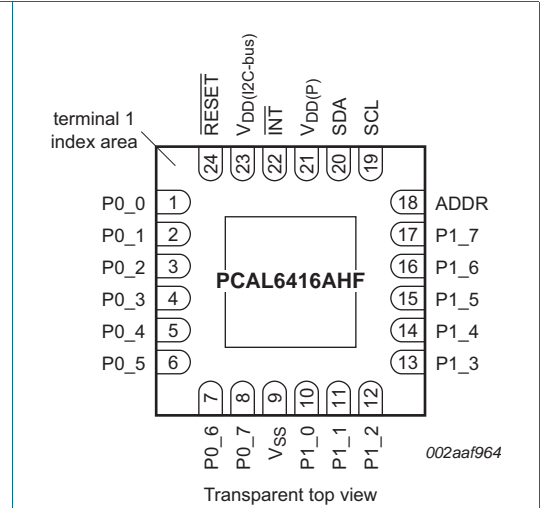 RESET
VDD(I2C-bus)
INT
VDD(P)
SDA
SCL
terminal 1
index area
24 23 22 21 20 19
P0_0 1 18 ADDR
P0_1 2 17 P1_7
P0_2 3 16 P1_6
PCAL6416AHF
P0_3 4 15 P1_5
P0_4 5 14 P1_4
P0_5 6 13 P1_3
7 8 9 10 11 12
P0_6
P0_7
VSS
P1_0
P1_1
P1_2
002aaf964
Transparent top view